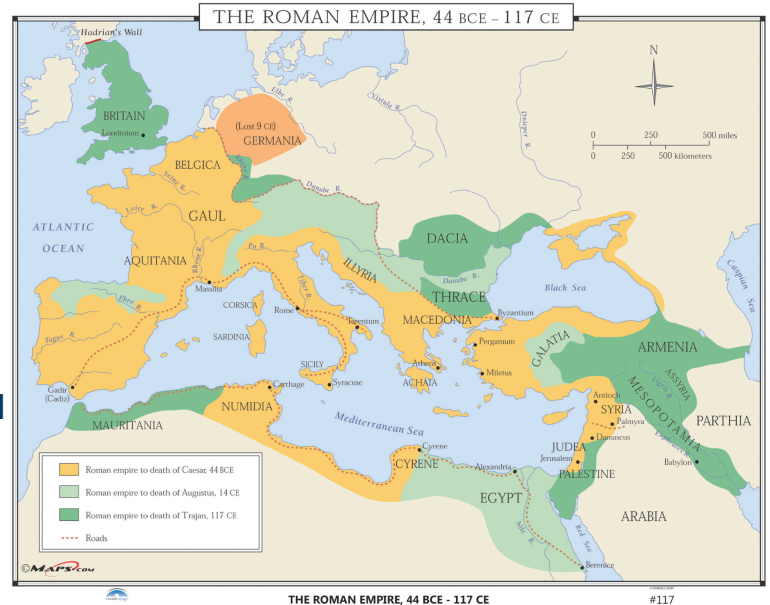 THE ROMAN EMPIRE, 44 BCE – 117 CE
Hadrian's Wall
BRITAIN
Londinium
(Lost 9 CE)
GERMANIA
Elbe R.
Vistula R.
Dnieper R.
N
0 250 500 miles
0 250 500 kilometers
BELGICA
Seine R.
Rhine R.
Danube R.
Loire R.
GAUL
ATLANTIC
OCEAN
AQUITANIA
Rhone R.
Massilia
Po R.
ILLYRIA
DACIA
Danube R.
THRACE
Black Sea
Caspian
Sea
Ebro R.
Tagus R.
Gadir
(Cadiz)
CORSICA
SARDINIA
Rome
Tiber R.
Tarentum
MACEDONIA
Byzantium
Pergamum
GALATIA
ARMENIA
Athens
Miletus
ACHAIA
SICILY
Syracuse
Carthage
NUMIDIA
MAURITANIA
Mediterranean Sea
ASSYRIA
Tigris R.
MESOPOTAMIA
Euphrates R.
PARTHIA
Antioch
SYRIA
Palmyra
Damascus
JUDEA
Jerusalem
PALESTINE
Babylon
Cyrene
CYRENE
Alexandria
EGYPT
Nile R.
Red Sea
ARABIA
Berenice
Roman empire to death of Caesar, 44 BCE
Roman empire to death of Augustus, 14 CE
Roman empire to death of Trajan, 117 CE
Roads
©MAPS.COM
THE ROMAN EMPIRE, 44 BCE - 117 CE
#117